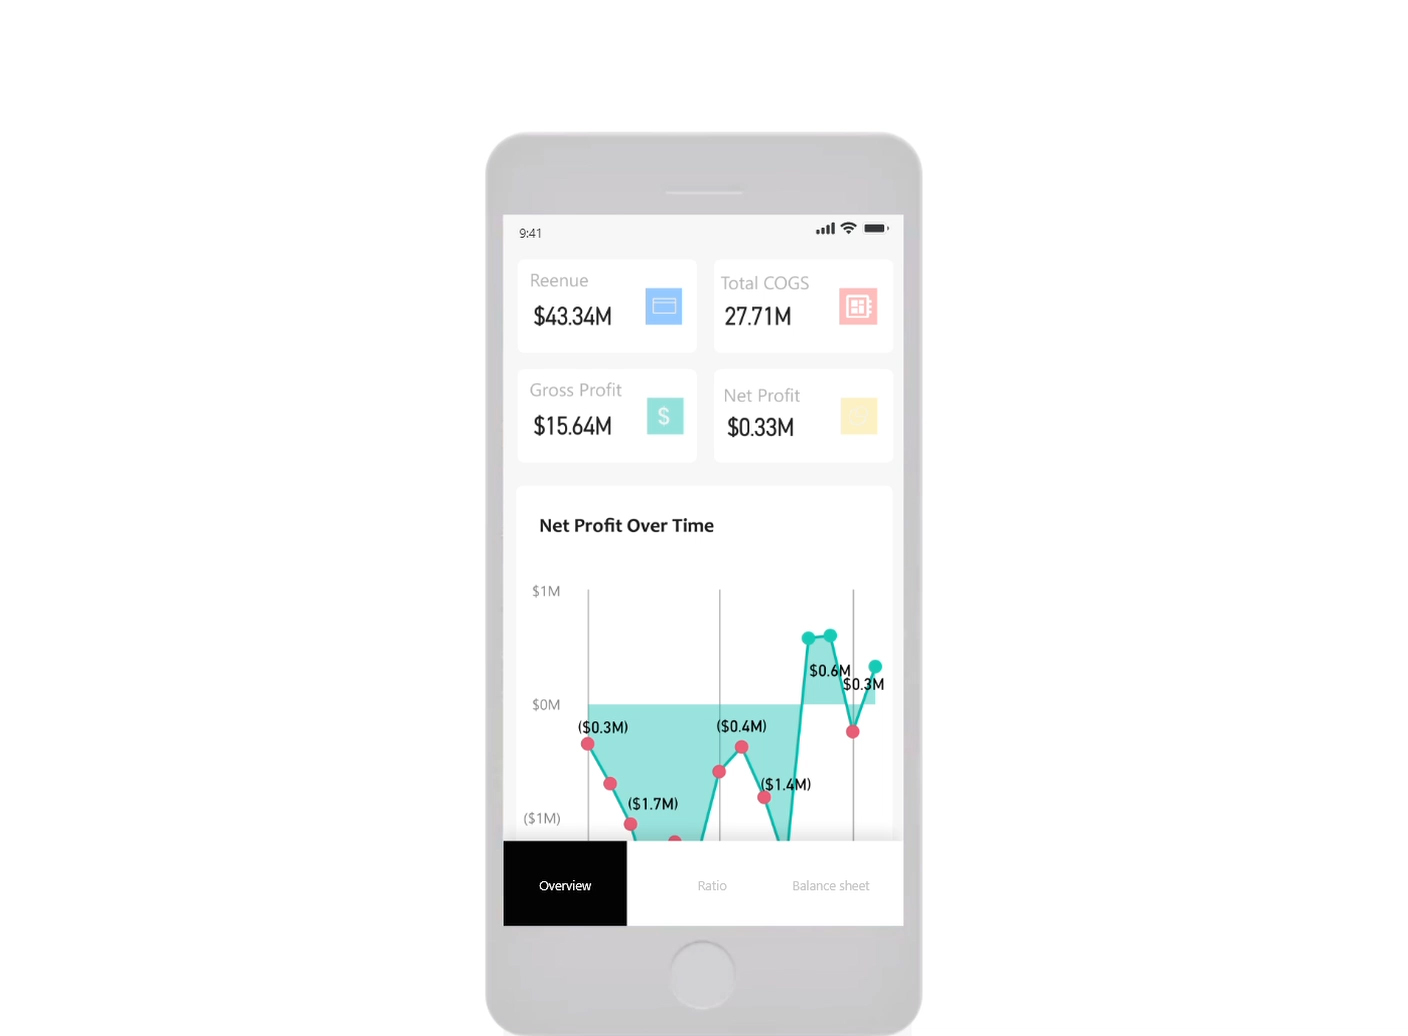 9:41
Reenue
$43.34M
Total COGS
27.71M
Gross Profit
$15.64M
$
Net Profit
$0.33M
Net Profit Over Time
$1M
$0.6M
$0.3M
$0M
($0.3M)
($0.4M)
($1.4M)
($1.7M)
($1M)
Overview
Ratio
Balance sheet